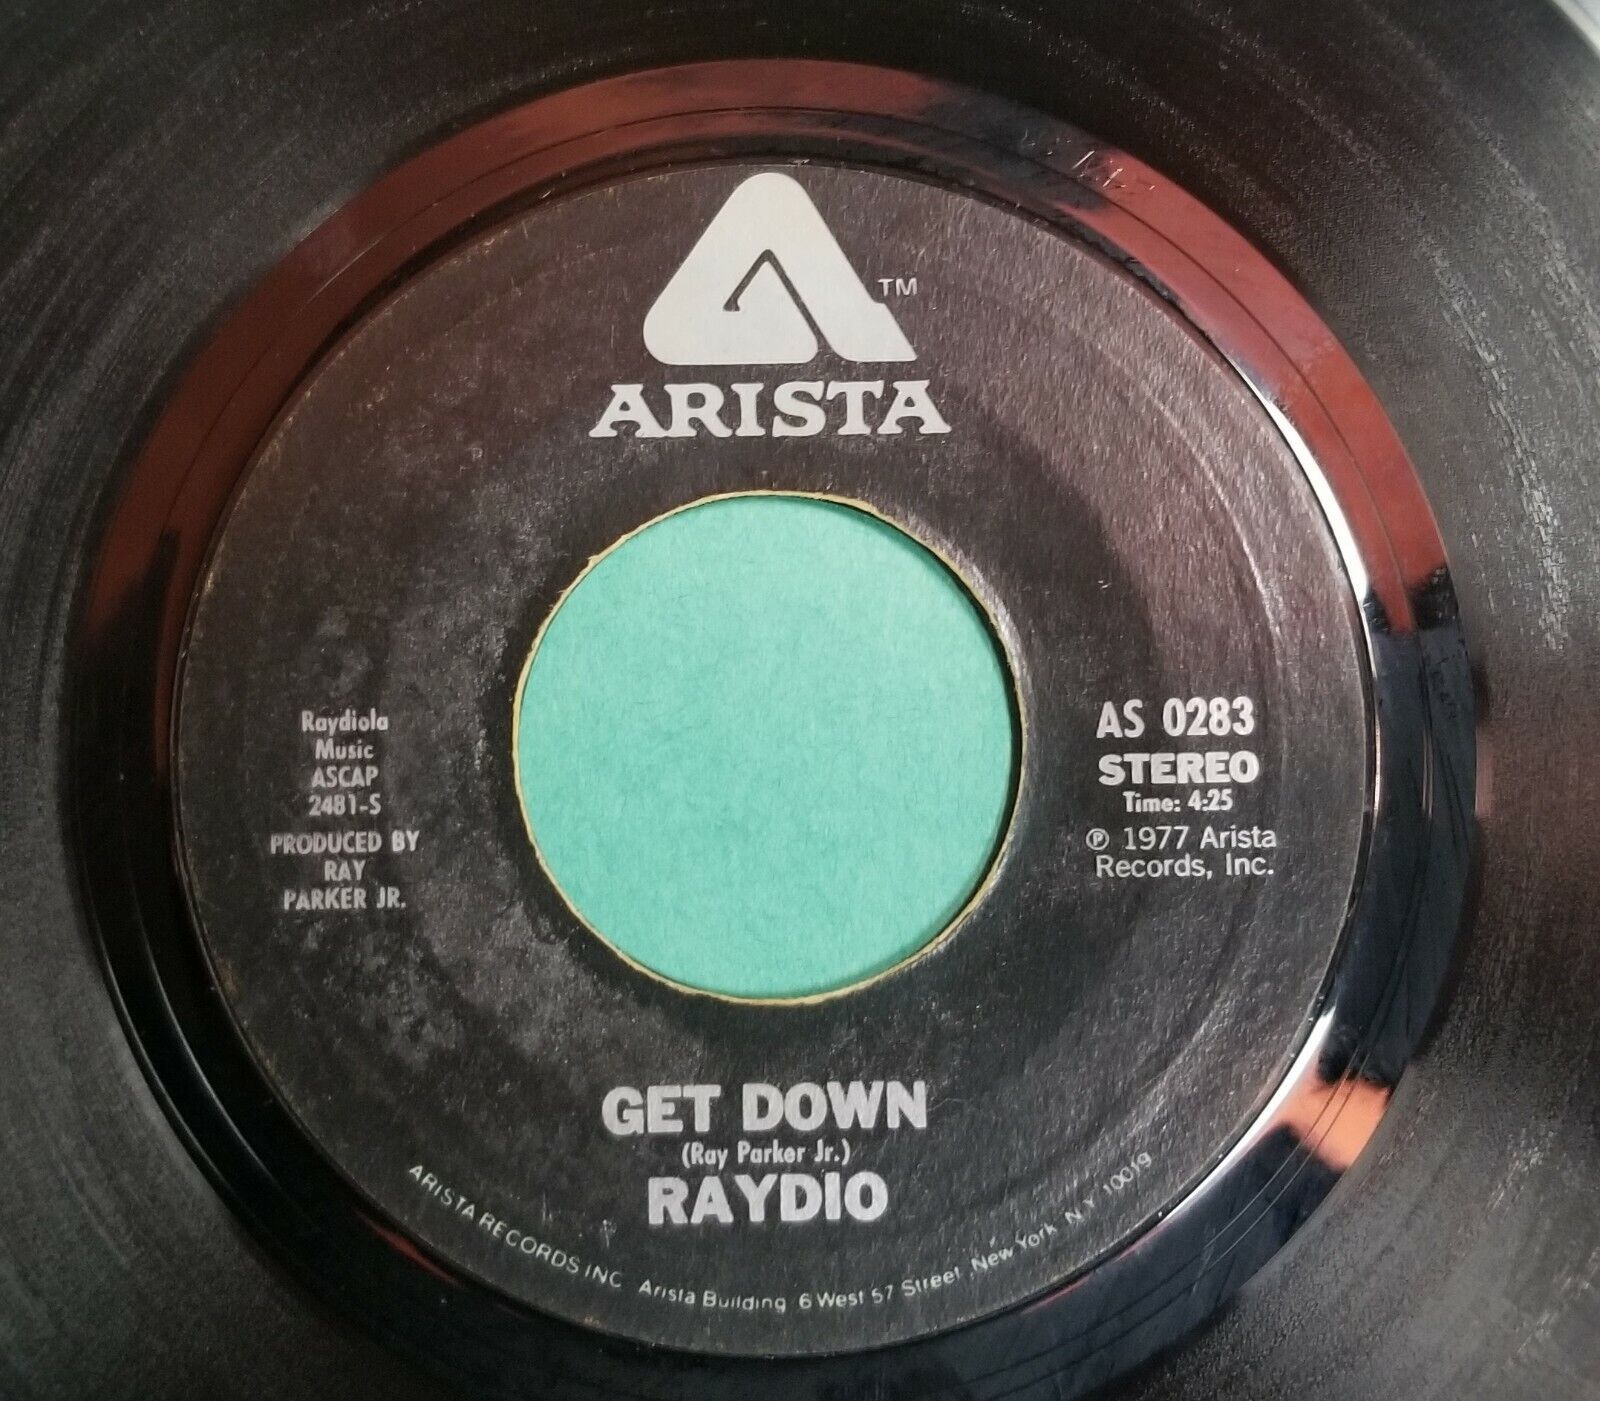 TM
ARISTA
Raydiola
Music
ASCAP
2481-S
PRODUCED BY
RAY
PARKER JR.
AS 0283
STEREO
Time: 4:25
℗ 1977 Arista
Records, Inc.
GET DOWN
(Ray Parker Jr.)
RAYDIO
ARISTA RECORDS INC Arista Building 6 West 57 Street New York N Y 10019